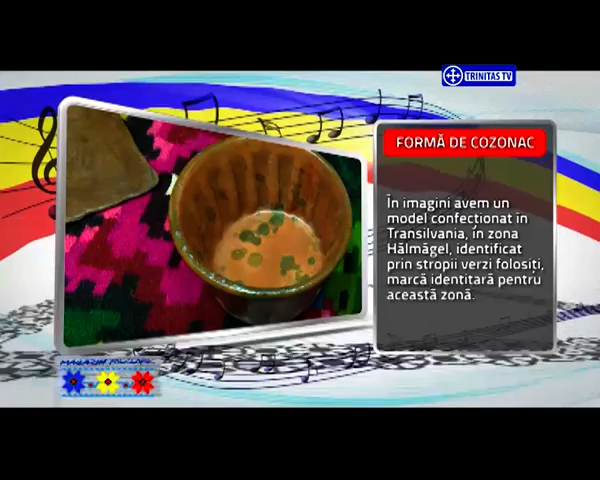 TRINITAS TV
FORMĂ DE COZONAC
În imagini avem un
model confecționat in
Transilvania, în zona
Hălmăgel, identificat
prin stropii verzi folosiți,
marcă identitară pentru
această zonă.